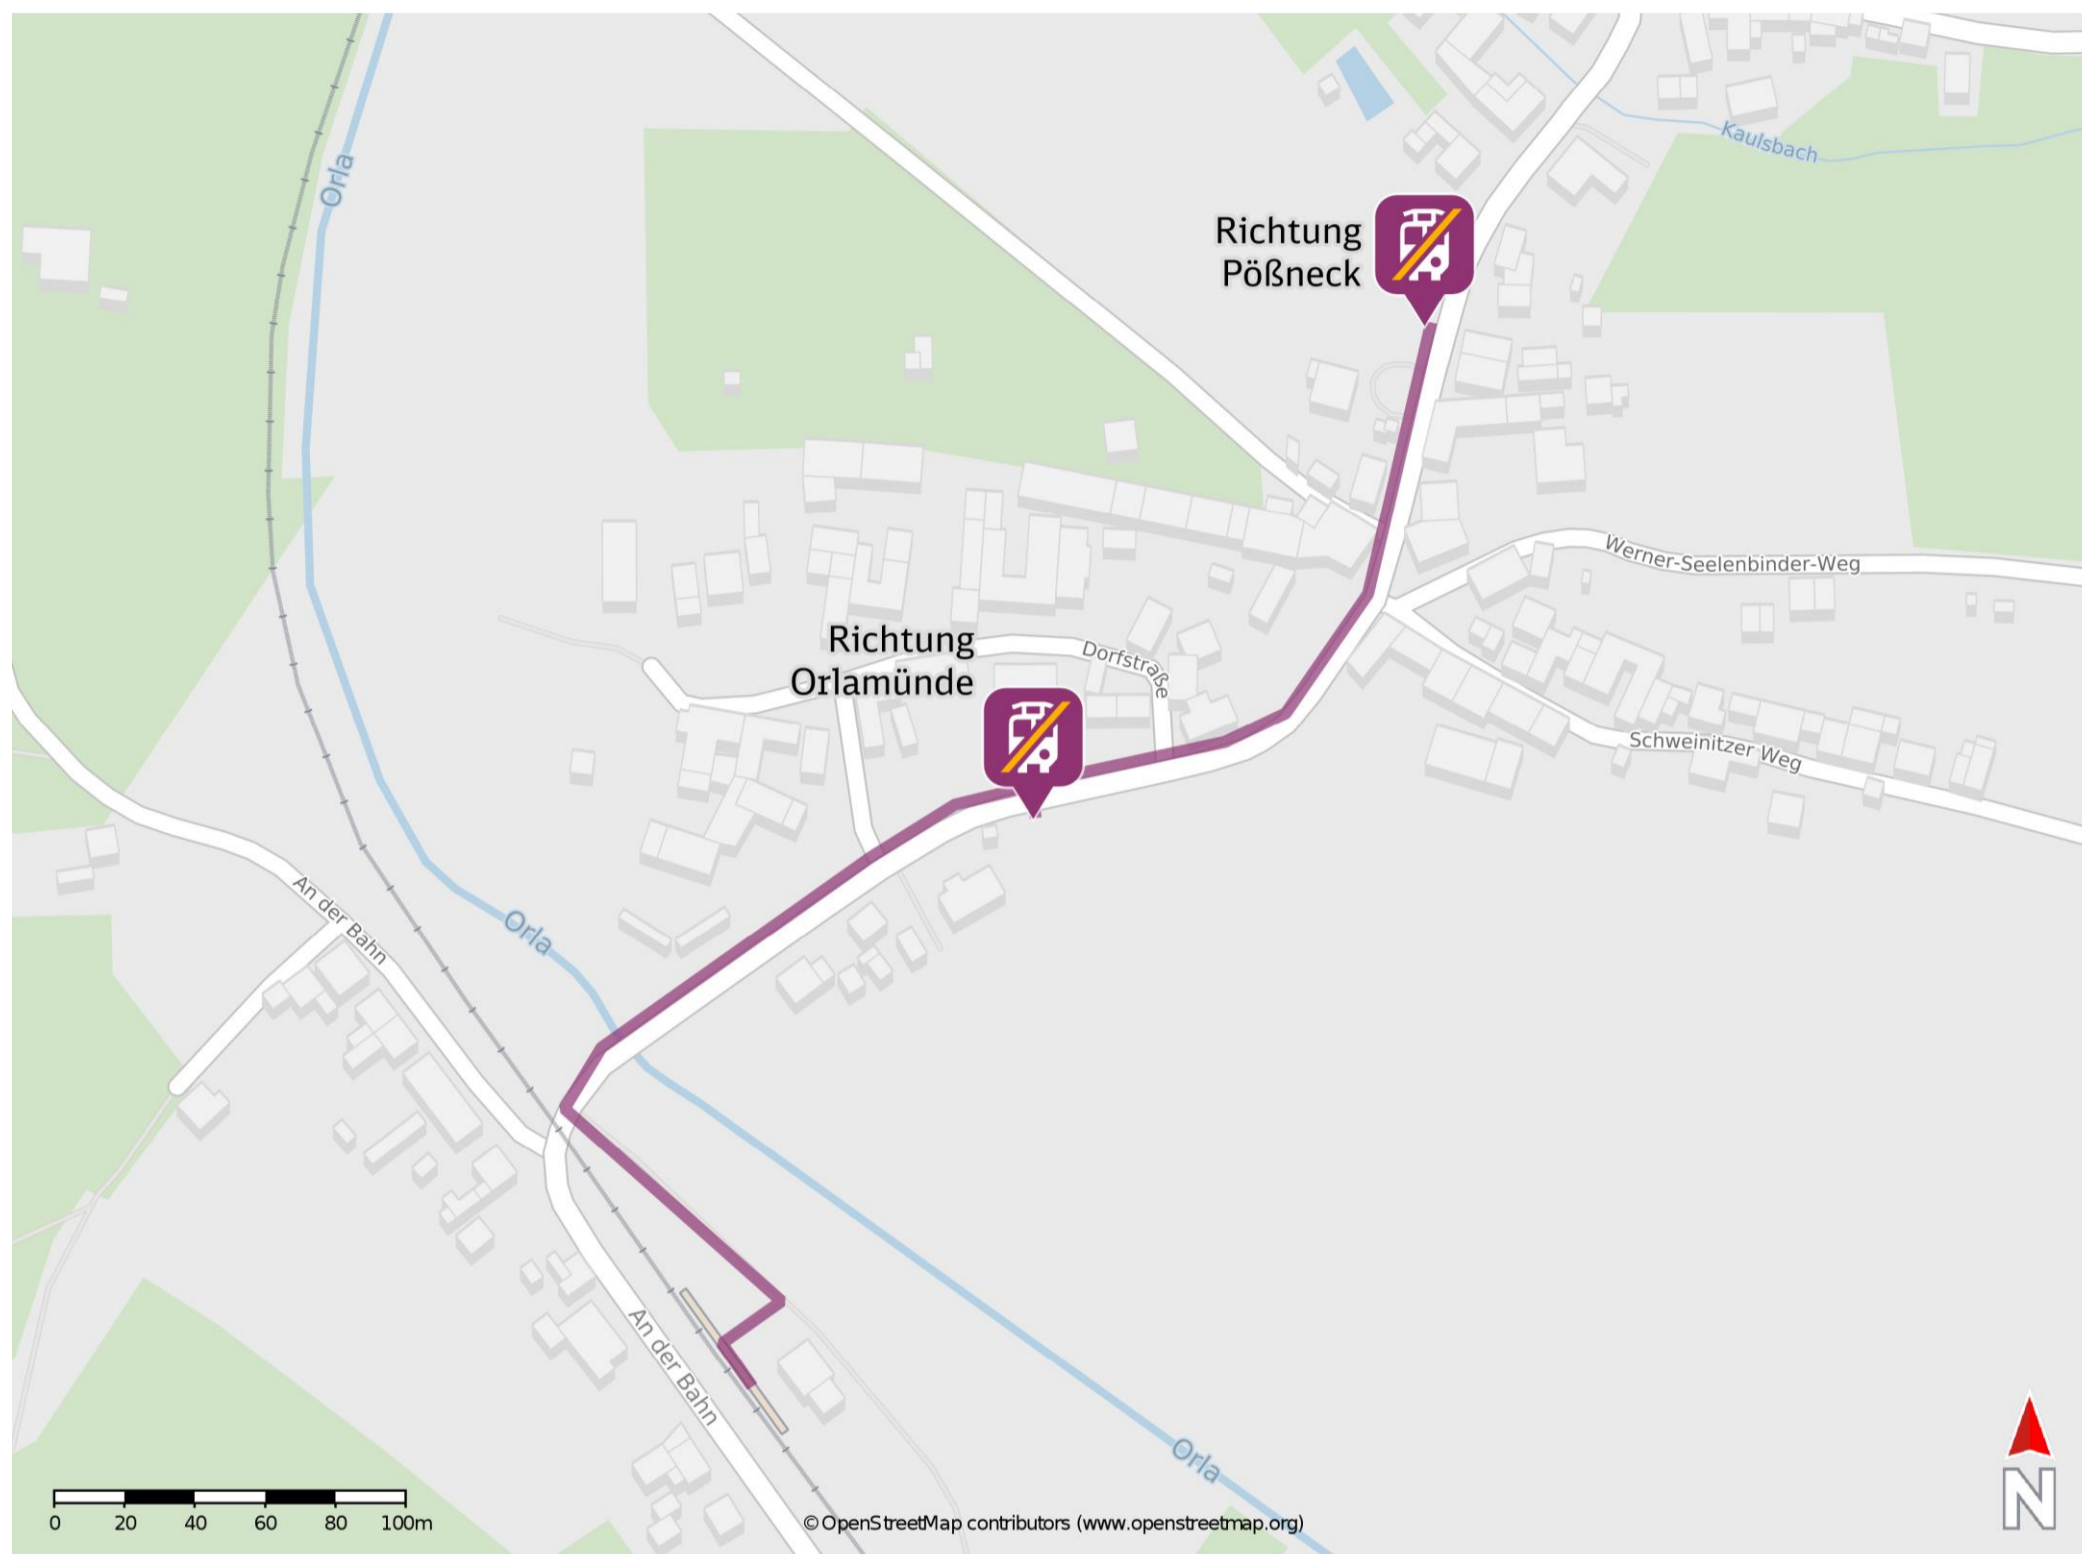 Orla
Kaulsbach
Richtung
Pößneck
Werner-Seelenbinder-Weg
Richtung
Orlamünde
Dorfstraße
Schweinitzer Weg
An der Bahn
Orla
An der Bahn
Orla
N
0 20 40 60 80 100m
© OpenStreetMap contributors (www.openstreetmap.org)